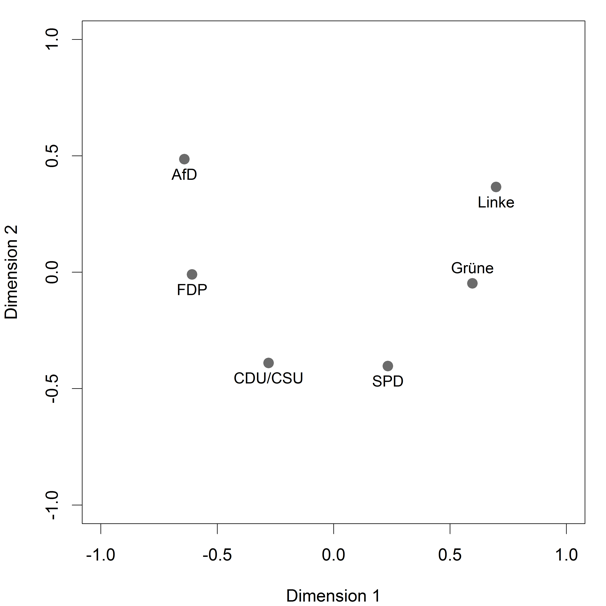 1.0
0.5
AfD
Linke
Grüne
0.0
FDP
Dimension 2
CDU/CSU
SPD
-0.5
-1.0
-1.0 -0.5 0.0 0.5 1.0
Dimension 1